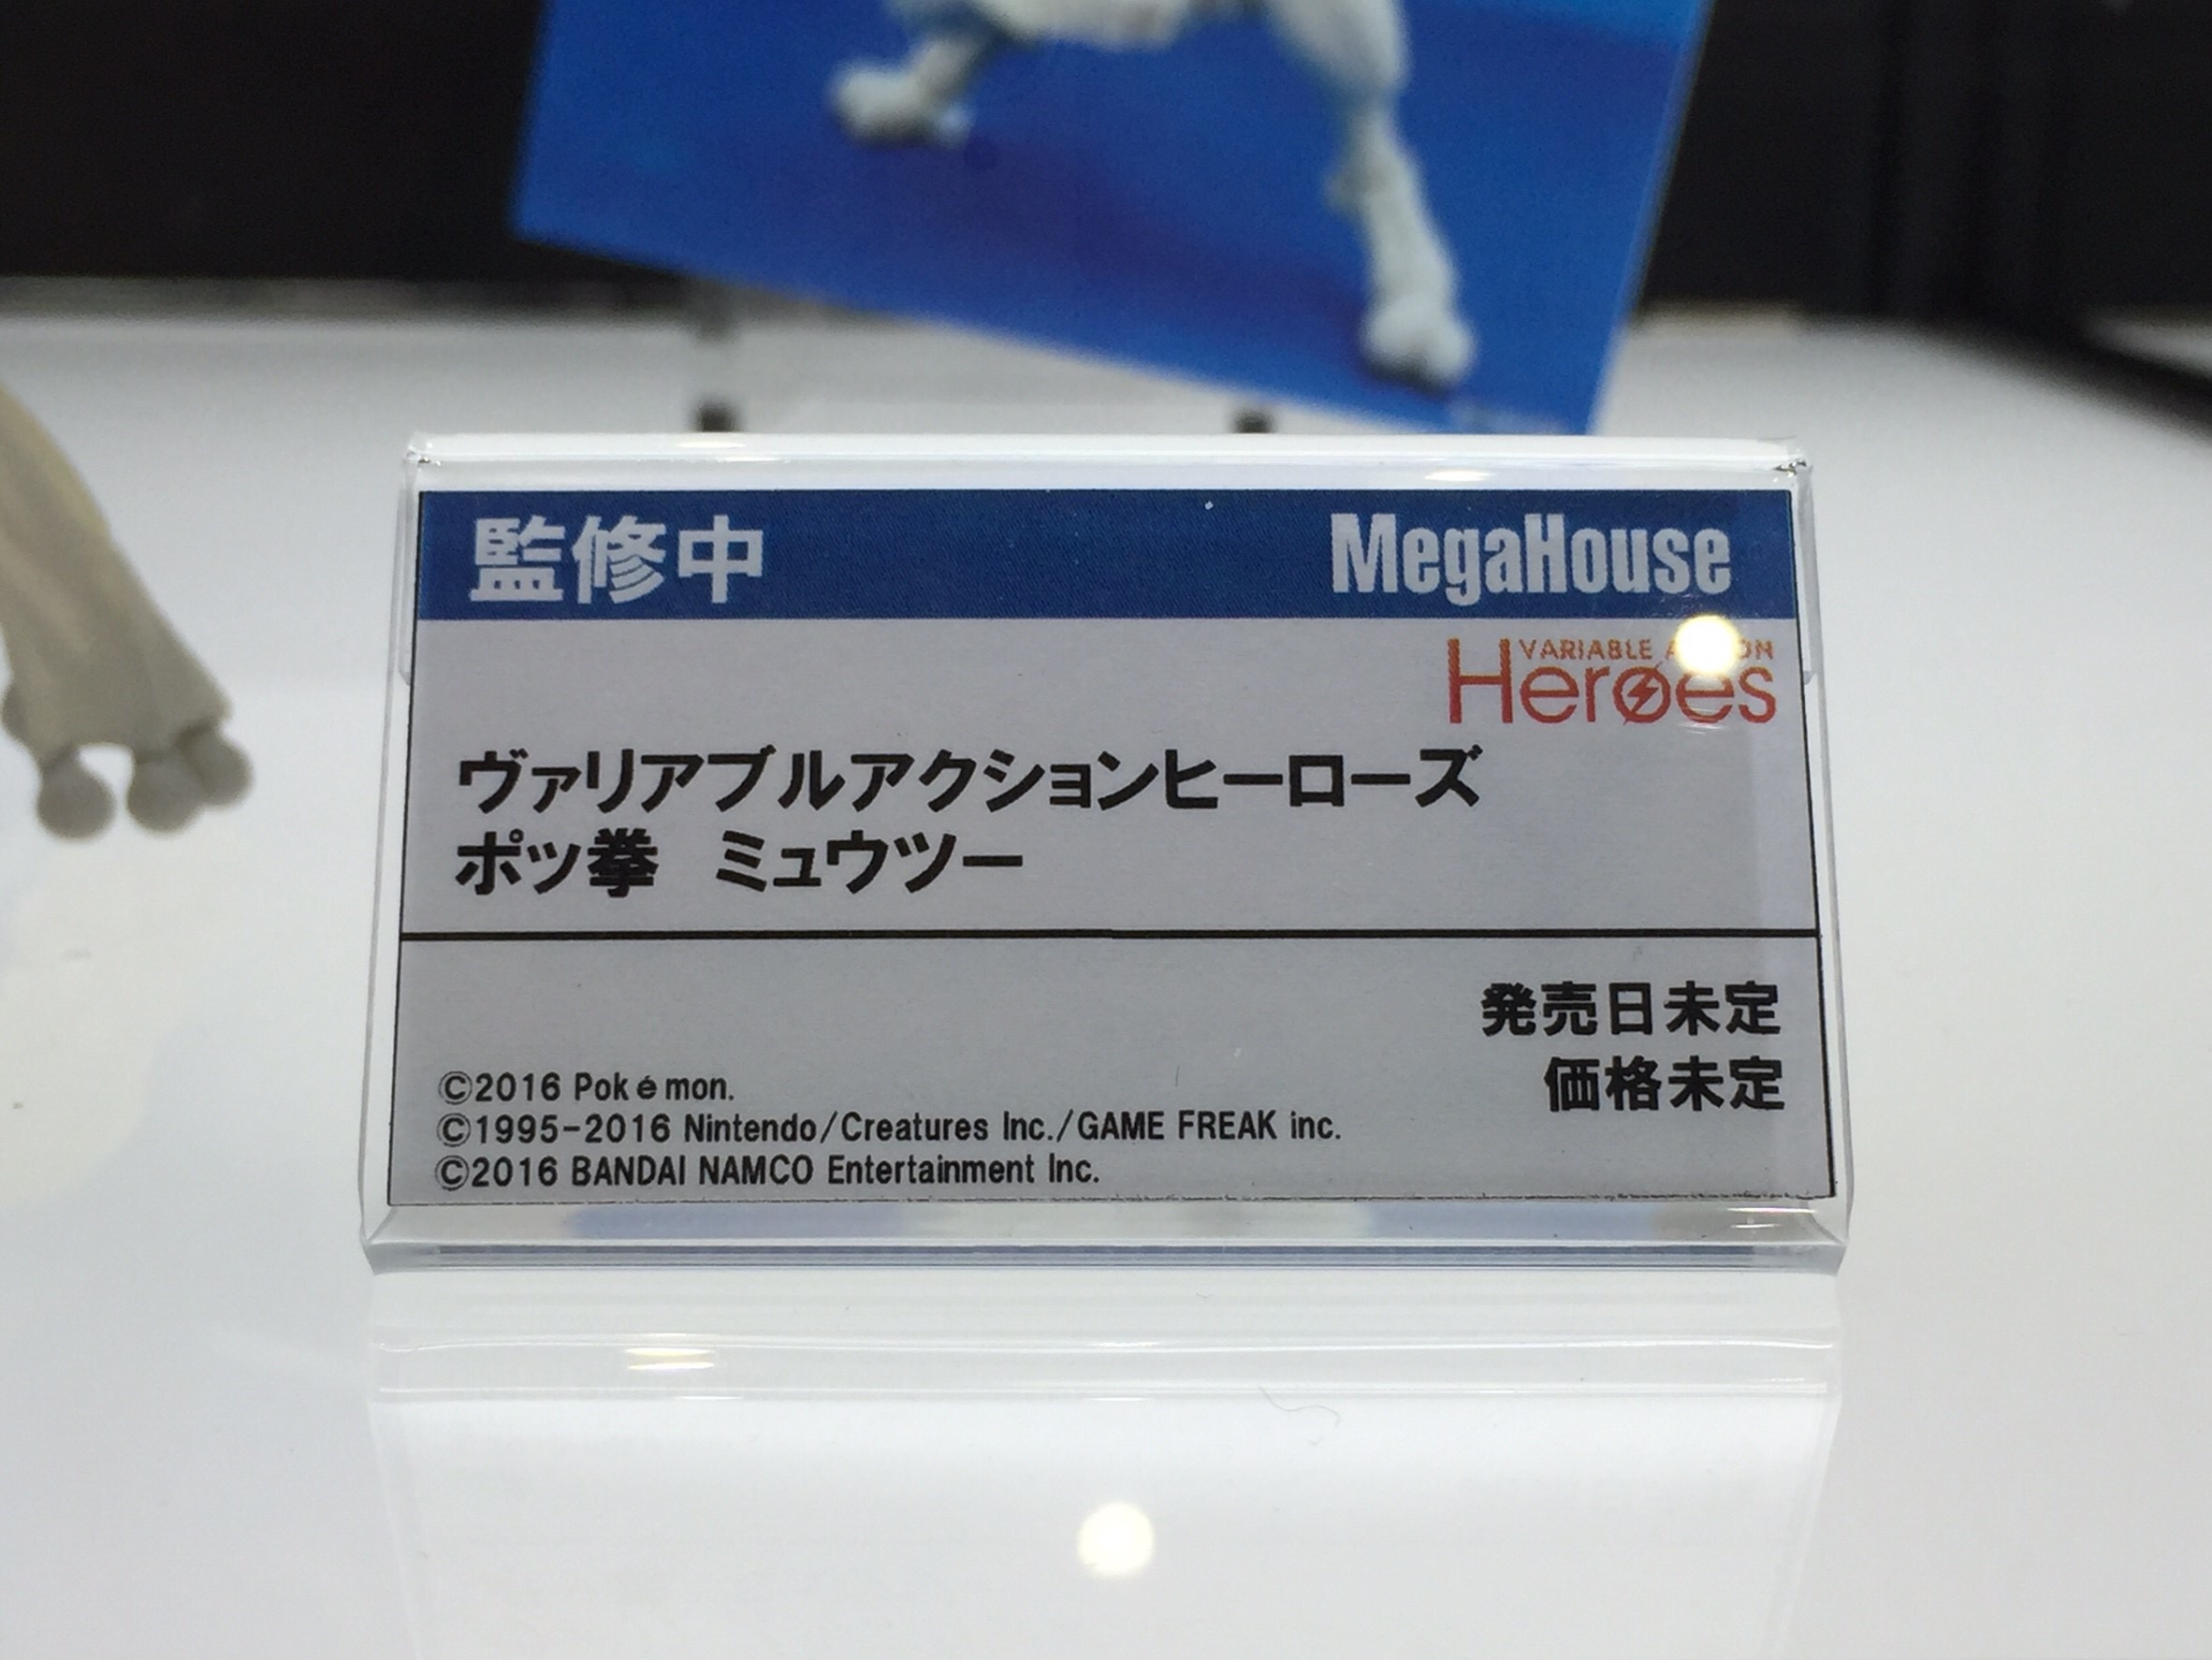 監修中 MegaHouse
VARIABLE
Heroes
ヴァリアブルアクションヒーローズ
ポッ拳　ミュウツー
発売日未定
価格未定
©2016 Pokémon.
©1995-2016 Nintendo/Creatures Inc./GAME FREAK inc.
©2016 BANDAI NAMCO Entertainment Inc.